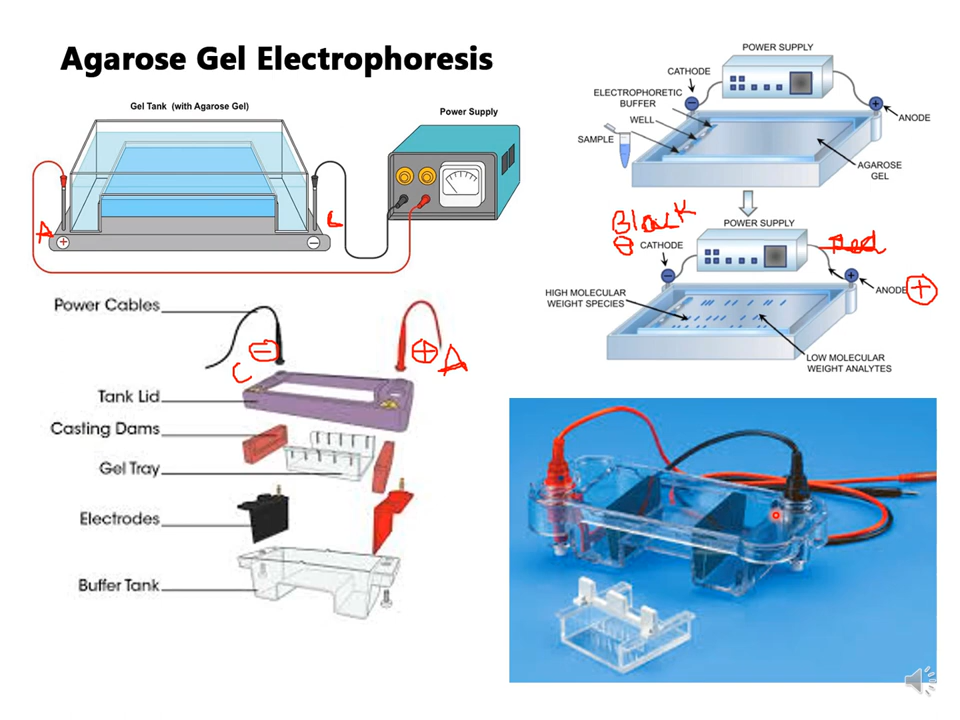 Agarose Gel Electrophoresis
Gel Tank (with Agarose Gel)
Power Supply
A
+
−
POWER SUPPLY
CATHODE
ELECTROPHORETIC
BUFFER
WELL
SAMPLE
−
+
ANODE
AGAROSE
GEL
Black
POWER SUPPLY
Red
⊖
CATHODE
−
+
ANODE
+
HIGH MOLECULAR
WEIGHT SPECIES
LOW MOLECULAR
WEIGHT ANALYTES
Power Cables
−
+
C
A
Tank Lid
Casting Dams
Gel Tray
Electrodes
Buffer Tank